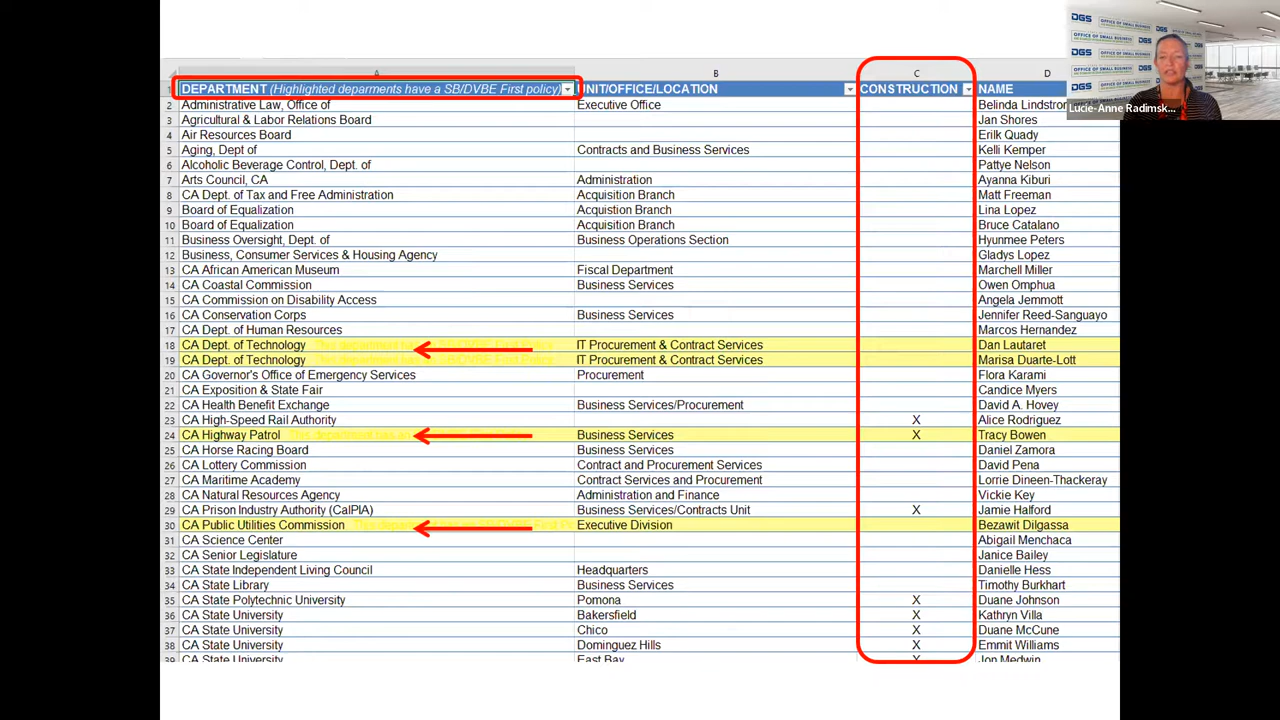 A B C D
1 DEPARTMENT (Highlighted deparments have a SB/DVBE First policy) UNIT/OFFICE/LOCATION CONSTRUCTION NAME
2 Administrative Law, Office of Executive Office Belinda Lindstrom
3 Agricultural & Labor Relations Board Jan Shores
4 Air Resources Board Erilk Quady
5 Aging, Dept of Contracts and Business Services Kelli Kemper
6 Alcoholic Beverage Control, Dept. of Pattye Nelson
7 Arts Council, CA Administration Ayanna Kiburi
8 CA Dept. of Tax and Free Administration Acquisition Branch Matt Freeman
9 Board of Equalization Acquistion Branch Lina Lopez
10 Board of Equalization Acquisition Branch Bruce Catalano
11 Business Oversight, Dept. of Business Operations Section Hyunmee Peters
12 Business, Consumer Services & Housing Agency Gladys Lopez
13 CA African American Museum Fiscal Department Marchell Miller
14 CA Coastal Commission Business Services Owen Omphua
15 CA Commission on Disability Access Angela Jemmott
16 CA Conservation Corps Business Services Jennifer Reed-Sanguayo
17 CA Dept. of Human Resources Marcos Hernandez
18 CA Dept. of Technology IT Procurement & Contract Services Dan Lautaret
19 CA Dept. of Technology IT Procurement & Contract Services Marisa Duarte-Lott
20 CA Governor's Office of Emergency Services Procurement Flora Karami
21 CA Exposition & State Fair Candice Myers
22 CA Health Benefit Exchange Business Services/Procurement David A. Hovey
23 CA High-Speed Rail Authority X Alice Rodriguez
24 CA Highway Patrol Business Services X Tracy Bowen
25 CA Horse Racing Board Business Services Daniel Zamora
26 CA Lottery Commission Contract and Procurement Services David Pena
27 CA Maritime Academy Contract Services and Procurement Lorrie Dineen-Thackeray
28 CA Natural Resources Agency Administration and Finance Vickie Key
29 CA Prison Industry Authority (CalPIA) Business Services/Contracts Unit X Jamie Halford
30 CA Public Utilities Commission Executive Division Bezawit Dilgassa
31 CA Science Center Abigail Menchaca
32 CA Senior Legislature Janice Bailey
33 CA State Independent Living Council Headquarters Danielle Hess
34 CA State Library Business Services Timothy Burkhart
35 CA State Polytechnic University Pomona X Duane Johnson
36 CA State University Bakersfield X Kathryn Villa
37 CA State University Chico X Duane McCune
38 CA State University Dominguez Hills X Emmit Williams
39 CA State University East Bay X Jon Medwin
DGS OFFICE OF SMALL BUSINESS
Lucie-Anne Radimsk...